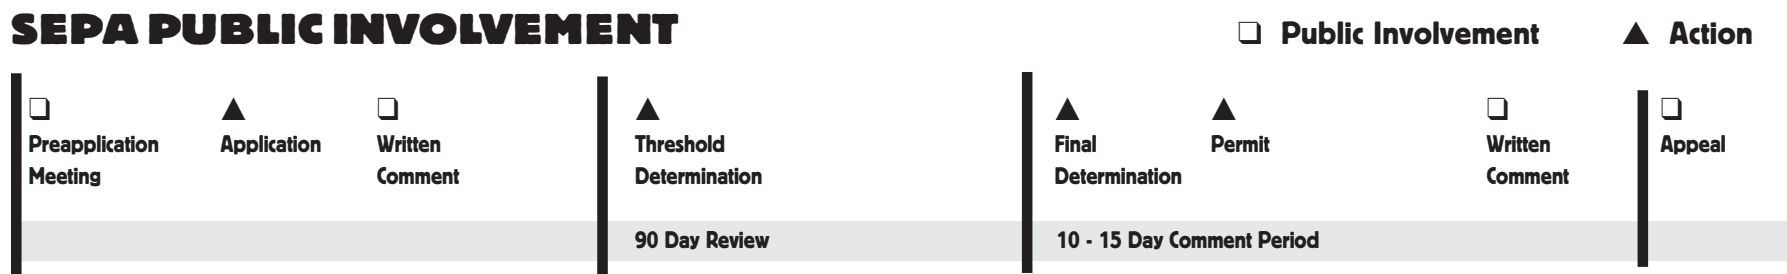 SEPA PUBLIC INVOLVEMENT
Public Involvement
Action
Preapplication
Meeting
Application
Written
Comment
Threshold
Determination
Final
Determination
Permit
Written
Comment
Appeal
90 Day Review
10 - 15 Day Comment Period